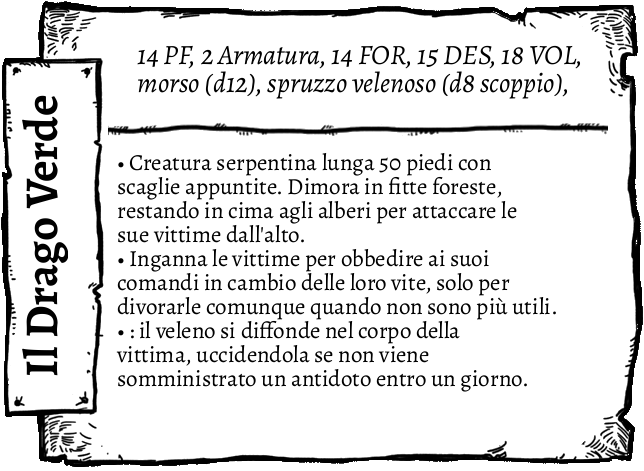 Il Drago Verde
14 PF, 2 Armatura, 14 FOR, 15 DES, 18 VOL,
morso (d12), spruzzo velenoso (d8 scoppio),
• Creatura serpentina lunga 50 piedi con
scaglie appuntite. Dimora in fitte foreste,
restando in cima agli alberi per attaccare le
sue vittime dall'alto.
• Inganna le vittime per obbedire ai suoi
comandi in cambio delle loro vite, solo per
divorarle comunque quando non sono più utili.
• : il veleno si diffonde nel corpo della
vittima, uccidendola se non viene
somministrato un antidoto entro un giorno.